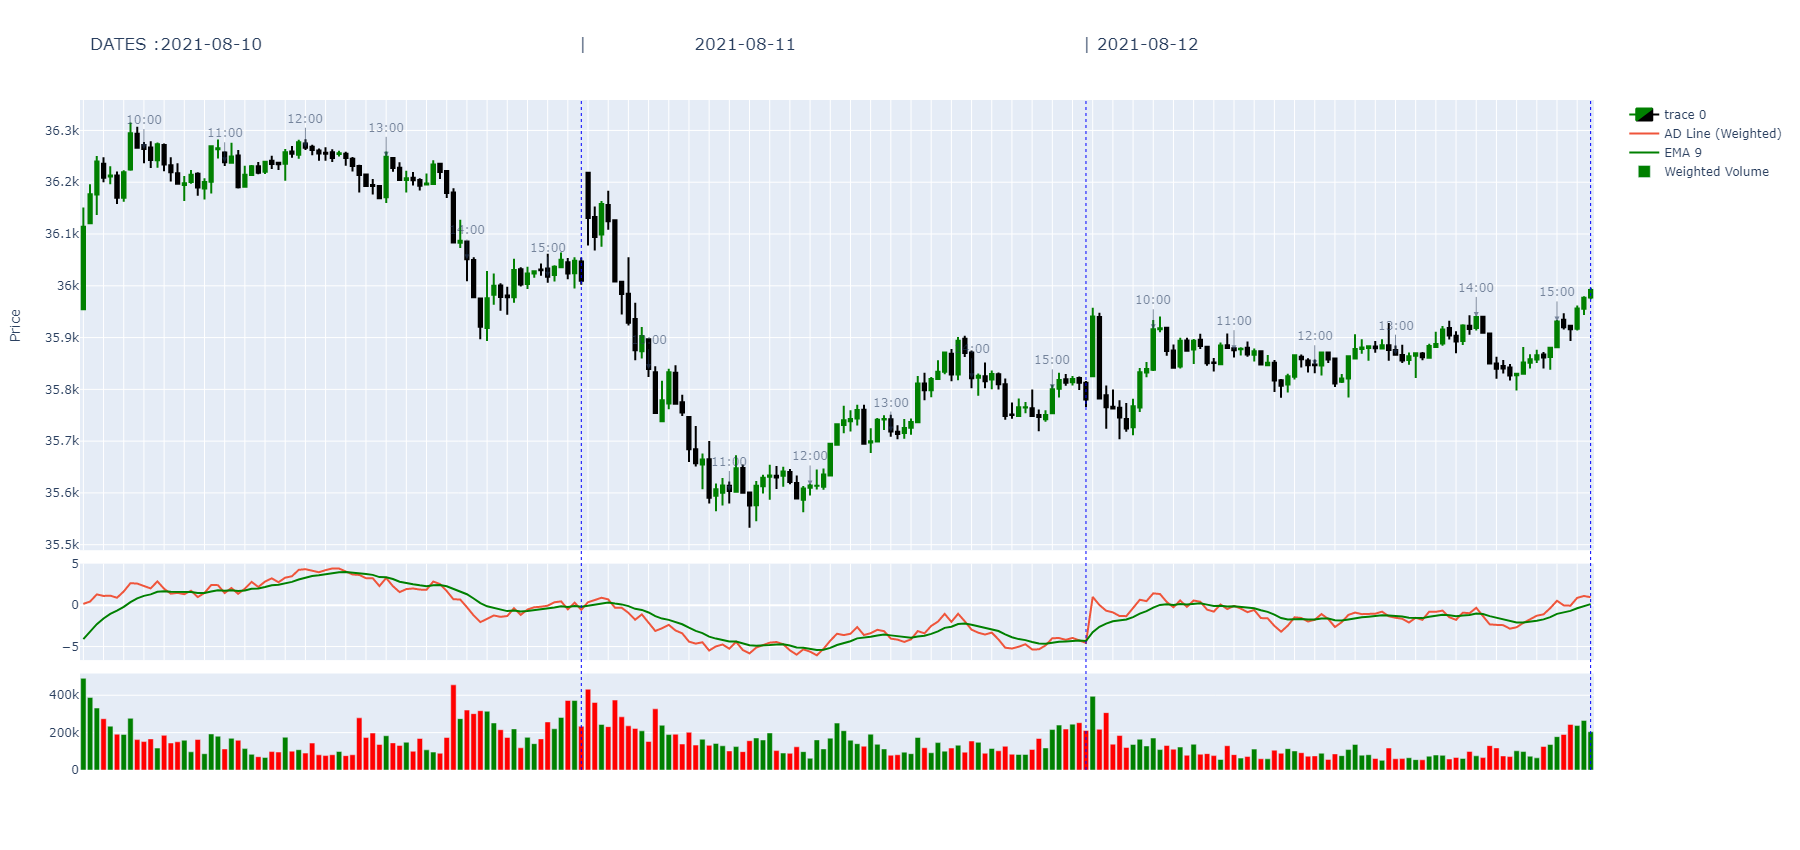 DATES :2021-08-10 | 2021-08-11 | 2021-08-12
trace 0
AD Line (Weighted)
EMA 9
Weighted Volume
Price
36.3k
36.2k
36.1k
36k
35.9k
35.8k
35.7k
35.6k
35.5k
10:00
11:00
12:00
13:00
15:00
11:00
12:00
13:00
15:00
10:00
11:00
12:00
13:00
14:00
15:00
5
0
−5
400k
200k
0